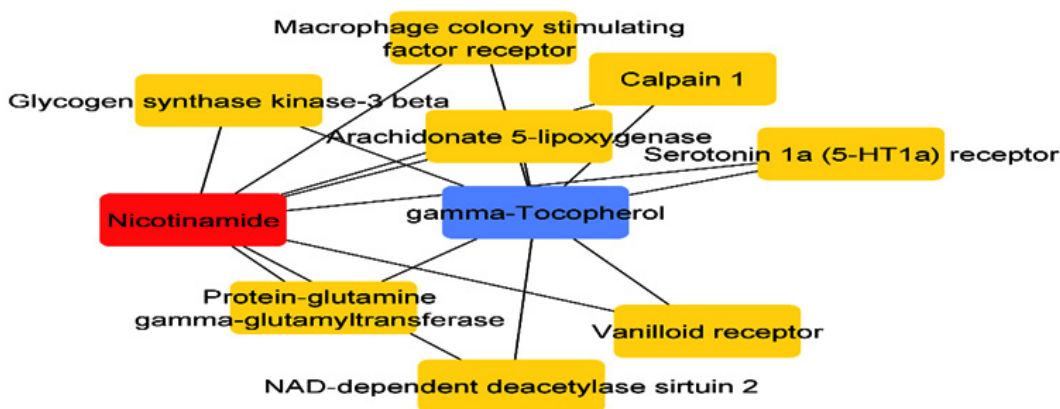 Macrophage colony stimulating
factor receptor
Calpain 1
Glycogen synthase kinase-3 beta
Arachidonate 5-lipoxygenase
Serotonin 1a (5-HT1a) receptor
Nicotinamide
gamma-Tocopherol
Protein-glutamine
gamma-glutamyltransferase
Vanilloid receptor
NAD-dependent deacetylase sirtuin 2